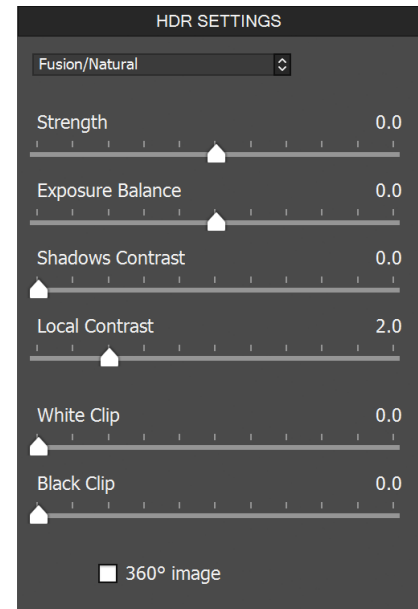 HDR SETTINGS
Fusion/Natural
Strength 0.0
Exposure Balance 0.0
Shadows Contrast 0.0
Local Contrast 2.0
White Clip 0.0
Black Clip 0.0
360° image